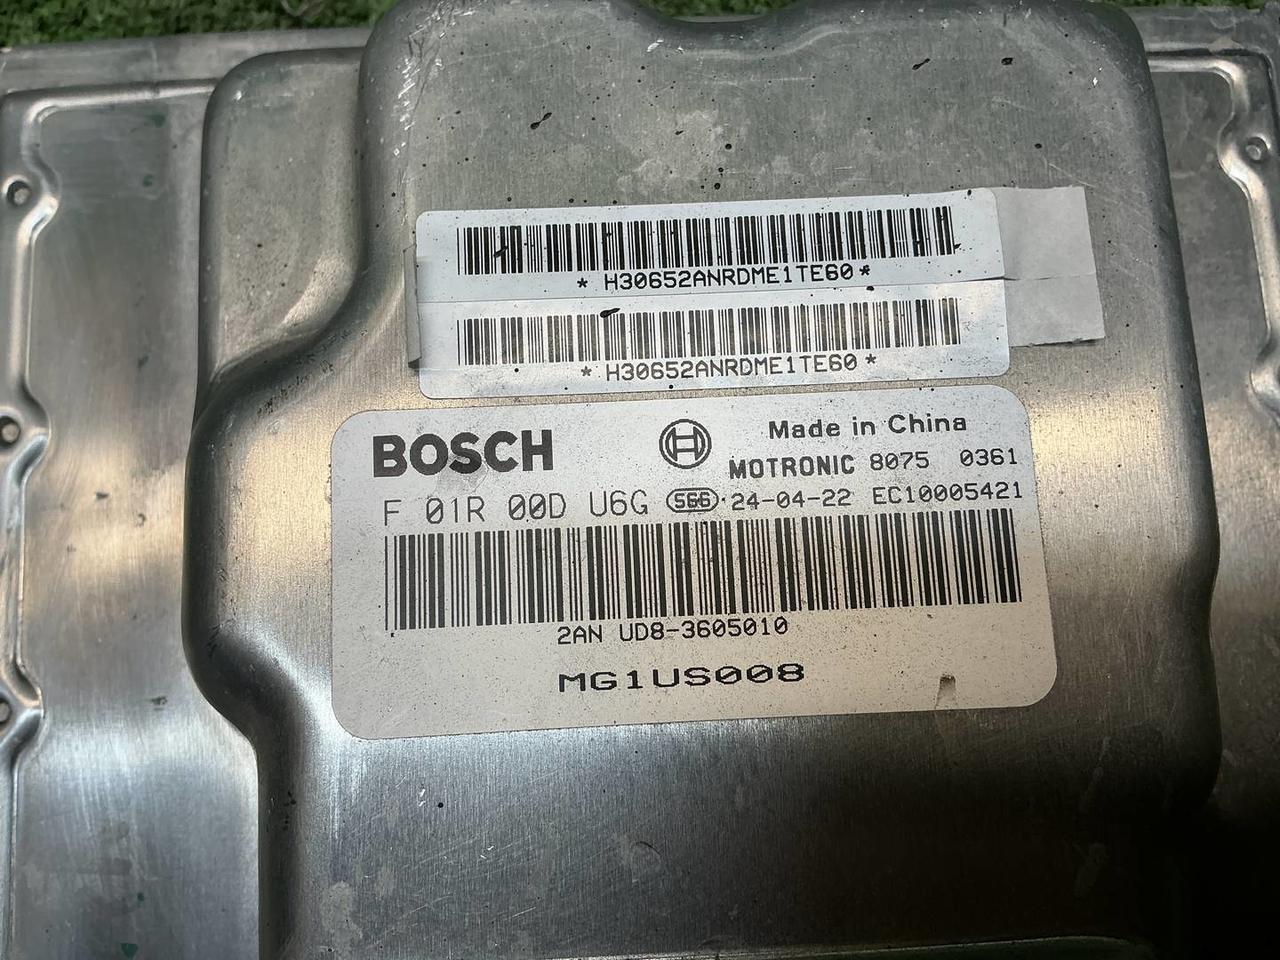 * H30652ANRDME1TE60 *
* H30652ANRDME1TE60 *
BOSCH Made in China
MOTRONIC 8075 0361
F 01R 00D U6G 24-04-22 EC10005421
2AN UD8-3605010
MG1US008